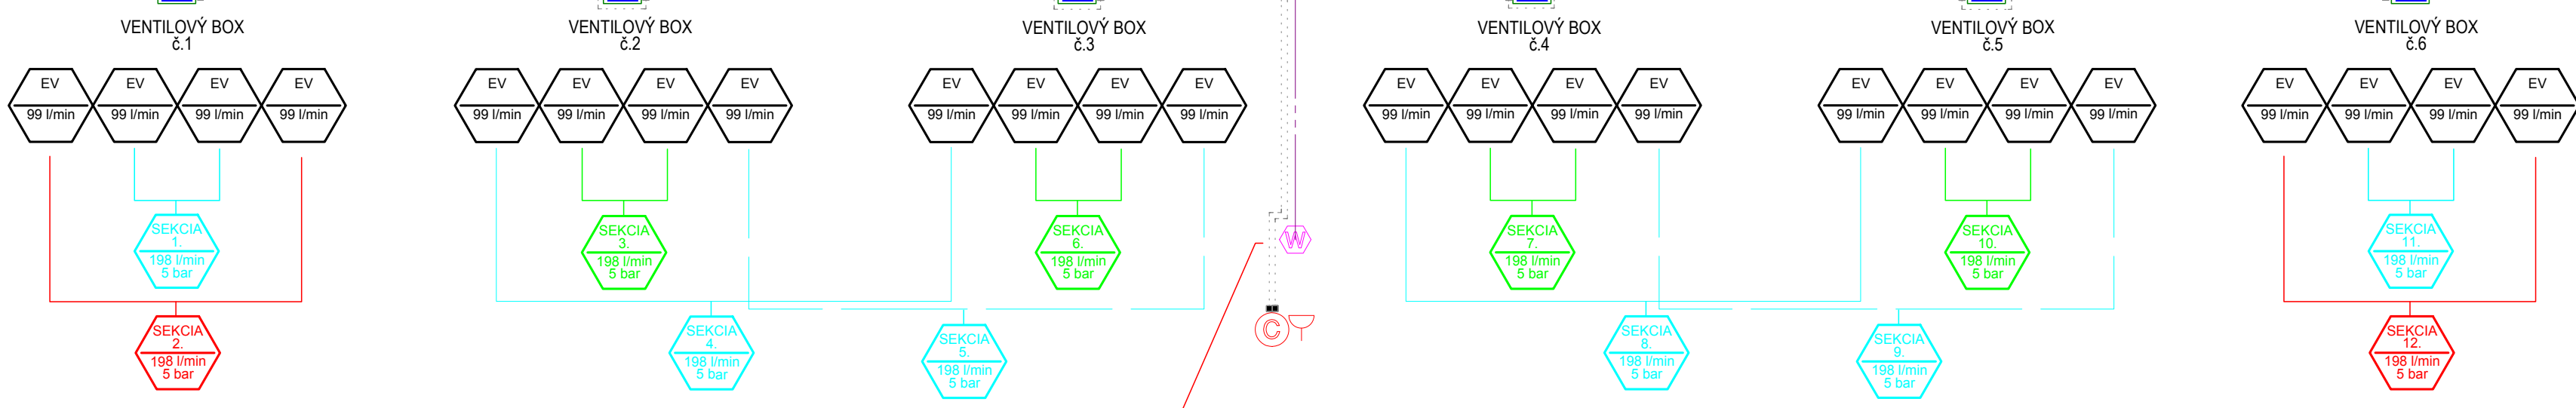 VENTILOVÝ BOX
č.1
VENTILOVÝ BOX
č.2
VENTILOVÝ BOX
č.3
VENTILOVÝ BOX
č.4
VENTILOVÝ BOX
č.5
VENTILOVÝ BOX
č.6
EV
99 l/min
EV
99 l/min
EV
99 l/min
EV
99 l/min
EV
99 l/min
EV
99 l/min
EV
99 l/min
EV
99 l/min
EV
99 l/min
EV
99 l/min
EV
99 l/min
EV
99 l/min
EV
99 l/min
EV
99 l/min
EV
99 l/min
EV
99 l/min
EV
99 l/min
EV
99 l/min
EV
99 l/min
EV
99 l/min
EV
99 l/min
EV
99 l/min
EV
99 l/min
EV
99 l/min
SEKCIA
1.
198 l/min
5 bar
SEKCIA
2.
198 l/min
5 bar
SEKCIA
3.
198 l/min
5 bar
SEKCIA
4.
198 l/min
5 bar
SEKCIA
5.
198 l/min
5 bar
SEKCIA
6.
198 l/min
5 bar
W
C
SEKCIA
7.
198 l/min
5 bar
SEKCIA
8.
198 l/min
5 bar
SEKCIA
9.
198 l/min
5 bar
SEKCIA
10.
198 l/min
5 bar
SEKCIA
11.
198 l/min
5 bar
SEKCIA
12.
198 l/min
5 bar